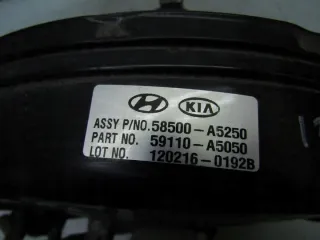 KIA
ASSY P/NO.58500-A5250
PART NO. 59110-A5050
LOT NO. 120216-0192B